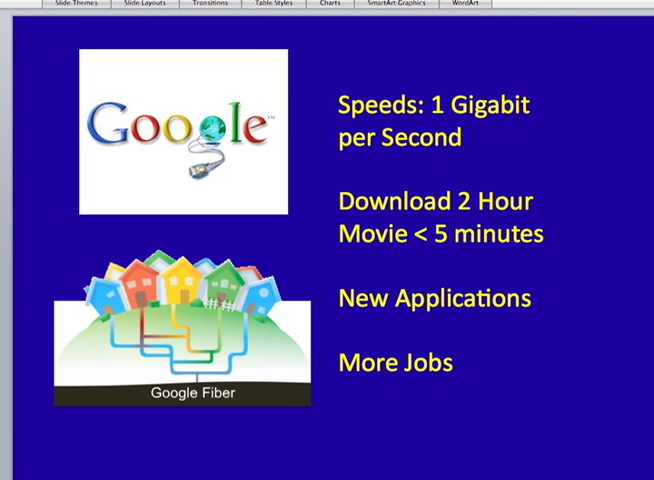 Slide Themes
Slide Layouts
Transitions
Table Styles
Charts
SmartArt Graphics
WordArt
Google™
Speeds: 1 Gigabit
per Second
Download 2 Hour
Movie < 5 minutes
New Applications
More Jobs
Google Fiber